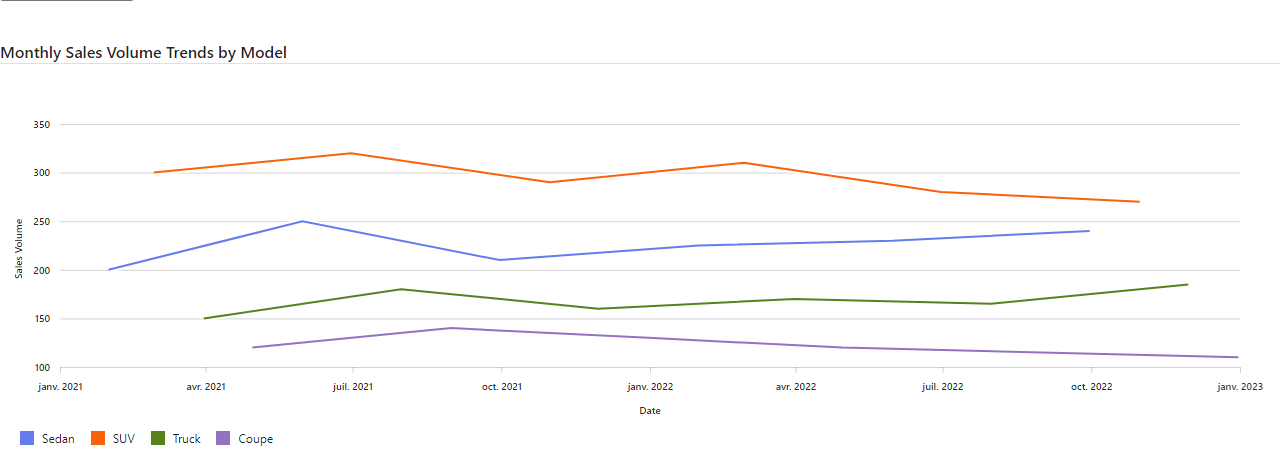 Monthly Sales Volume Trends by Model
350
300
250
200
150
100
Sales Volume
janv. 2021 avr. 2021 juil. 2021 oct. 2021 janv. 2022 avr. 2022 juil. 2022 oct. 2022 janv. 2023
Date
Sedan SUV Truck Coupe